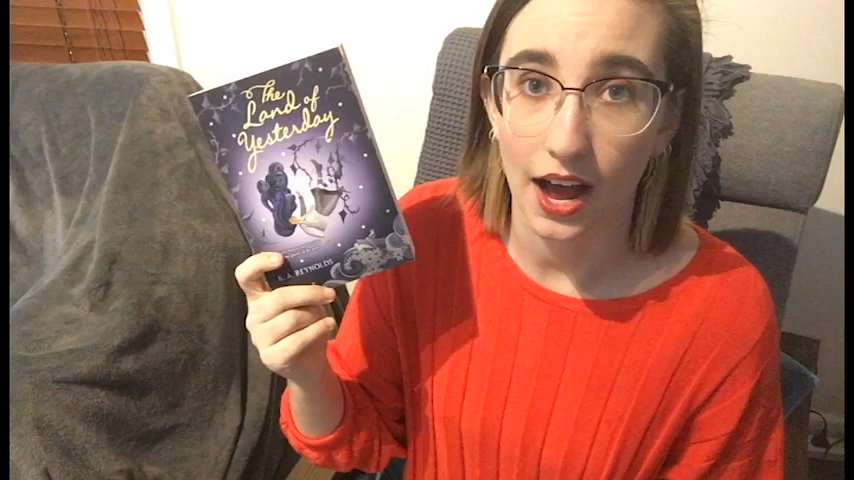 The
Land of
Yesterday
K. A. REYNOLDS